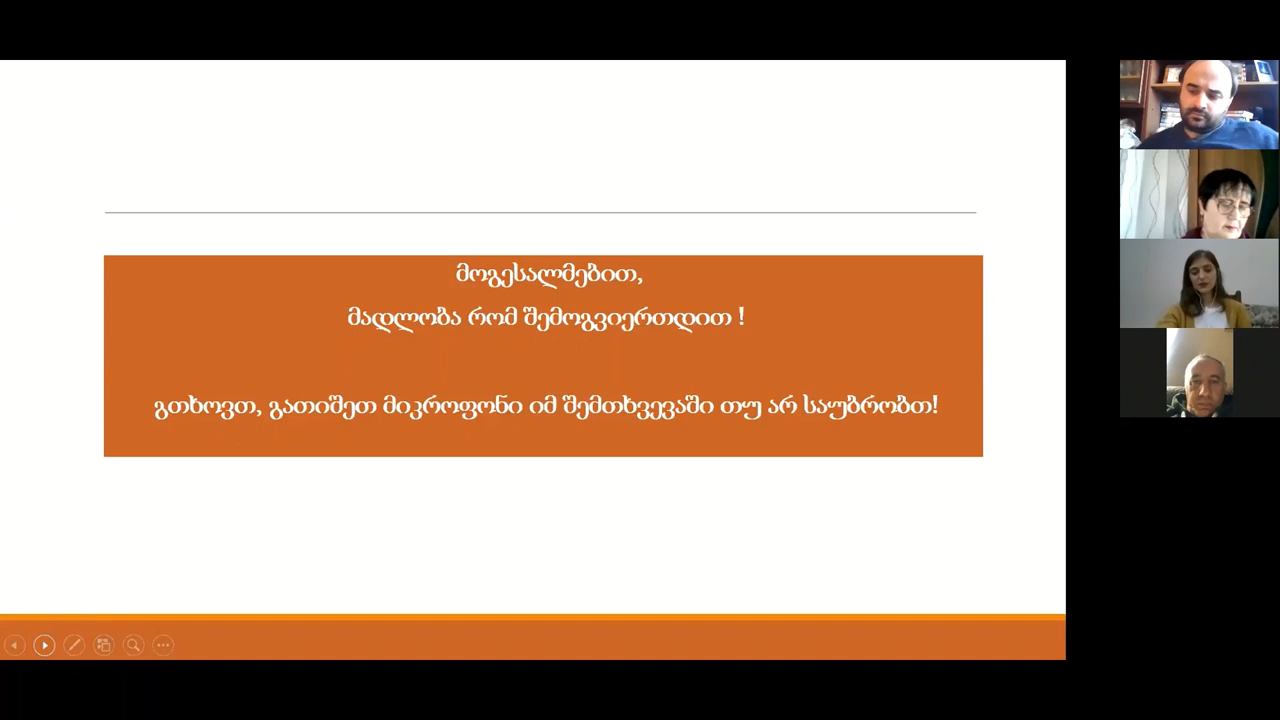 მოგესალმებით,
მადლობა რომ შემოგვიერთდით !
გთხოვთ, გათიშეთ მიკროფონი იმ შემთხვევაში თუ არ საუბრობთ!